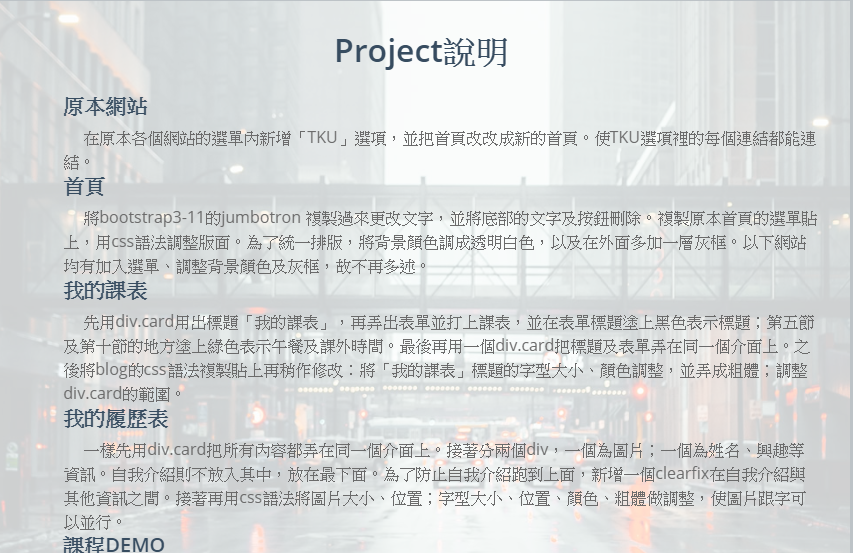 Project說明
原本網站
在原本各個網站的選單內新增「TKU」選項，並把首頁改改成新的首頁。使TKU選項裡的每個連結都能連
結。
首頁
將bootstrap3-11的jumbotron 複製過來更改文字，並將底部的文字及按鈕刪除。複製原本首頁的選單貼
上，用css語法調整版面。為了統一排版，將背景顏色調成透明白色，以及在外面多加一層灰框。以下網站
均有加入選單、調整背景顏色及灰框，故不再多述。
我的課表
先用div.card用出標題「我的課表」，再弄出表單並打上課表，並在表單標題塗上黑色表示標題；第五節
及第十節的地方塗上綠色表示午餐及課外時間。最後再用一個div.card把標題及表單弄在同一個介面上。之
後將blog的css語法複製貼上再稍作修改：將「我的課表」標題的字型大小、顏色調整，並弄成粗體；調整
div.card的範圍。
我的履歷表
一樣先用div.card把所有內容都弄在同一個介面上。接著分兩個div，一個為圖片；一個為姓名、興趣等
資訊。自我介紹則不放入其中，放在最下面。為了防止自我介紹跑到上面，新增一個clearfix在自我介紹與
其他資訊之間。接著再用css語法將圖片大小、位置；字型大小、位置、顏色、粗體做調整，使圖片跟字可
以並行。
課程DEMO